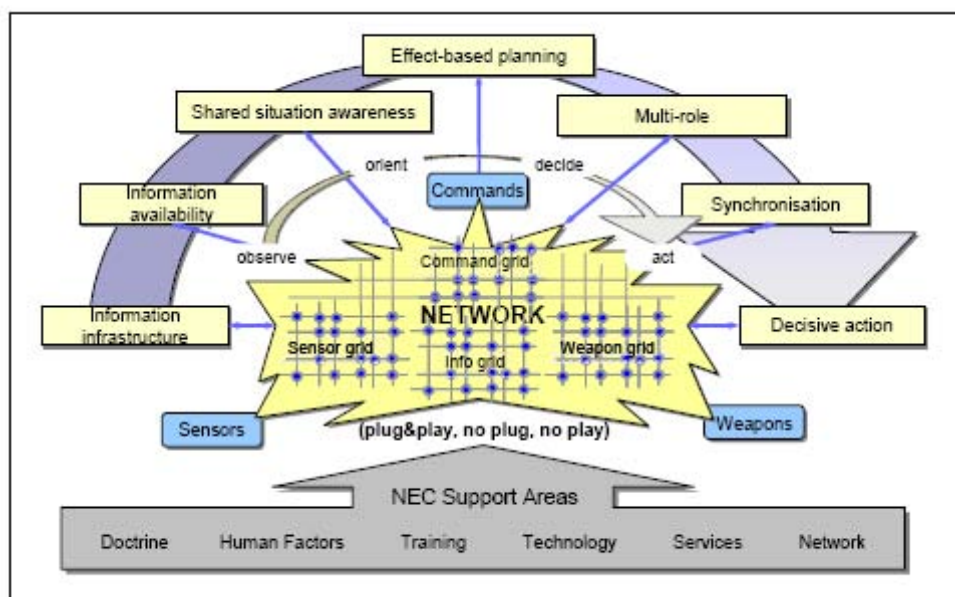 Effect-based planning
Shared situation awareness
Multi-role
orient
decide
Commands
Information
availability
Synchronisation
observe
act
Command grid
Information
infrastructure
NETWORK
Decisive action
Sensor grid
Info grid
Weapon grid
Sensors
(plug&play, no plug, no play)
Weapons
NEC Support Areas
Doctrine Human Factors Training Technology Services Network